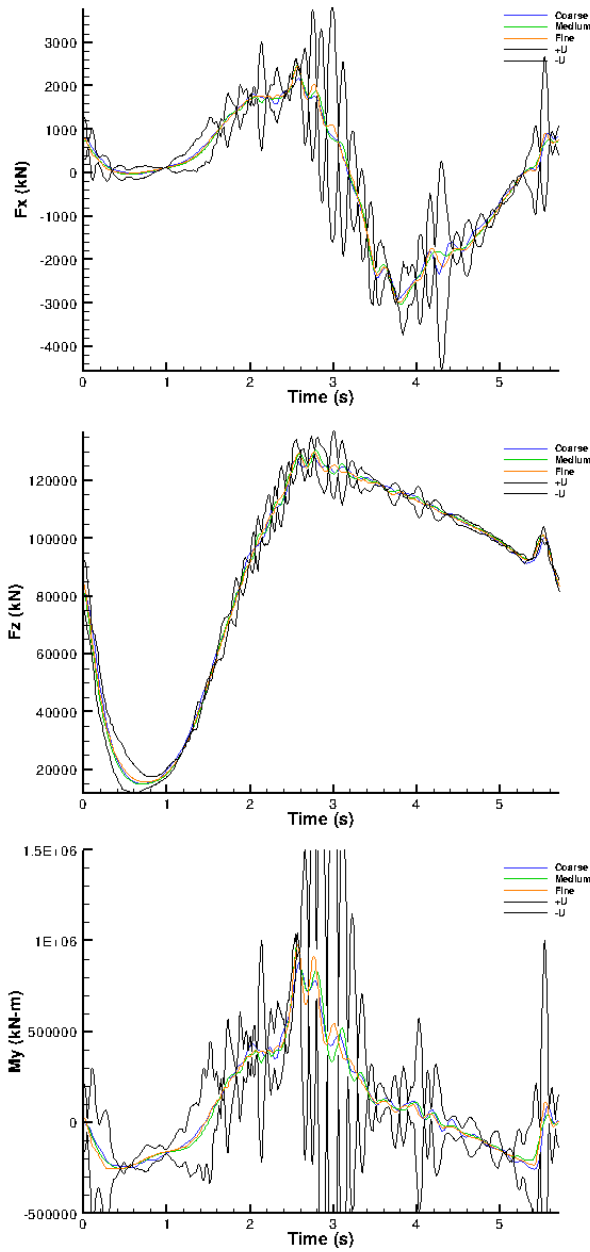 Fx (kN)
3000
2000
1000
0
-1000
-2000
-3000
-4000
0 1 2 3 4 5
Time (s)
Coarse
Medium
Fine
+U
-U
Fz (kN)
120000
100000
80000
60000
40000
20000
0 1 2 3 4 5
Time (s)
Coarse
Medium
Fine
+U
-U
My (kN-m)
1.5E+06
1E+06
500000
0
-500000
0 1 2 3 4 5
Time (s)
Coarse
Medium
Fine
+U
-U